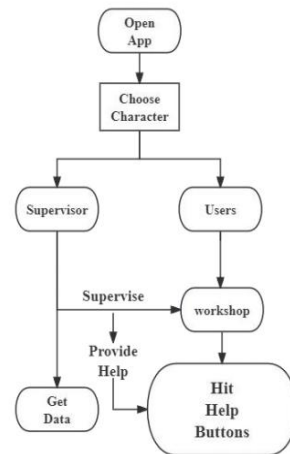 Open
App
Choose
Character
Supervisor
Users
Supervise
workshop
Provide
Help
Get
Data
Hit
Help
Buttons